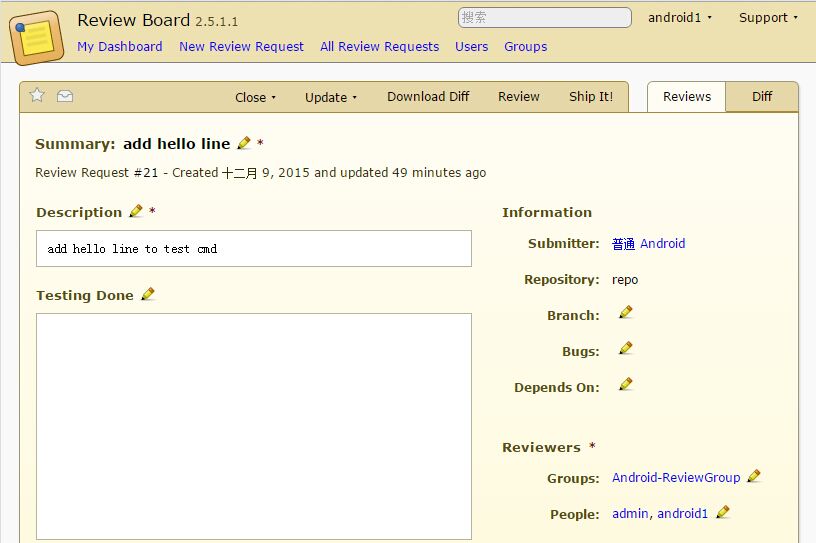 Review Board 2.5.1.1
搜索
android1
Support
My Dashboard New Review Request All Review Requests Users Groups
Close Update Download Diff Review Ship It! Reviews Diff
Summary: add hello line *
Review Request #21 - Created 十二月 9, 2015 and updated 49 minutes ago
Description *
add hello line to test cmd
Testing Done
Information
Submitter: 普通 Android
Repository: repo
Branch:
Bugs:
Depends On:
Reviewers *
Groups: Android-ReviewGroup
People: admin, android1